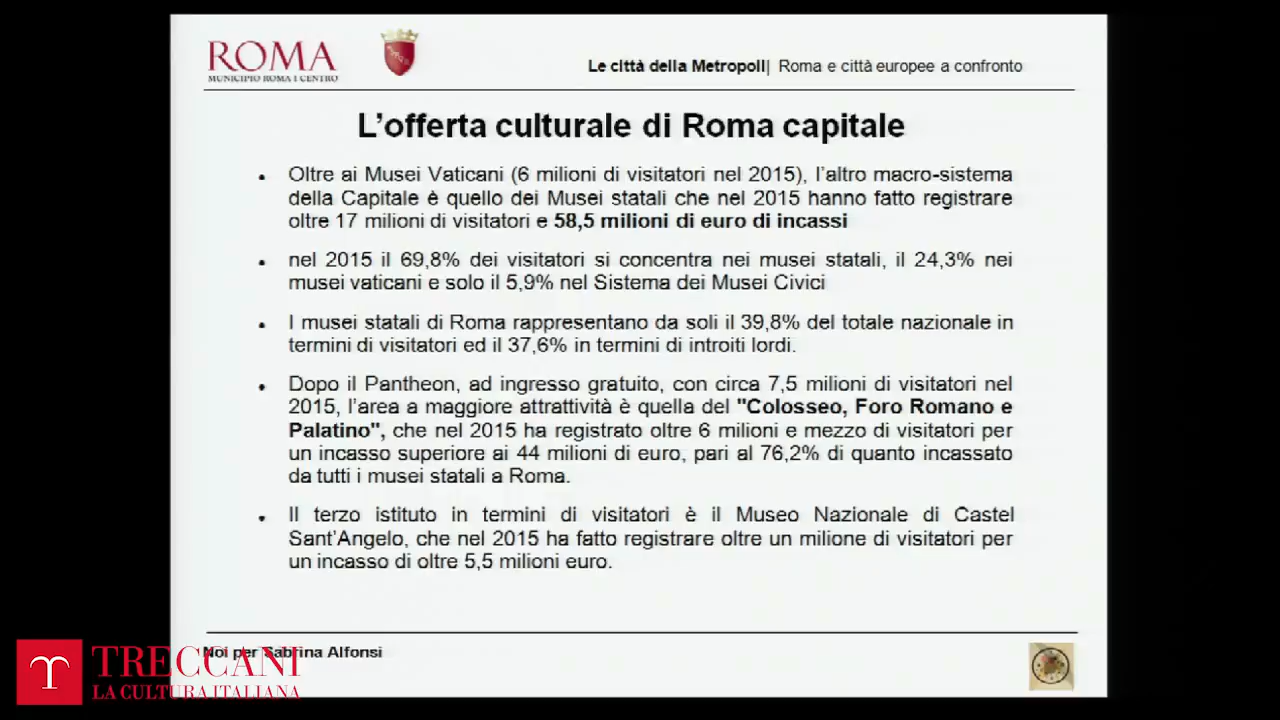 ROMA
MUNICIPIO ROMA I CENTRO
Le città della Metropoli| Roma e città europee a confronto
L'offerta culturale di Roma capitale
• Oltre ai Musei Vaticani (6 milioni di visitatori nel 2015), l'altro macro-sistema
della Capitale è quello dei Musei statali che nel 2015 hanno fatto registrare
oltre 17 milioni di visitatori e 58,5 milioni di euro di incassi
• nel 2015 il 69,8% dei visitatori si concentra nei musei statali, il 24,3% nei
musei vaticani e solo il 5,9% nel Sistema dei Musei Civici
• I musei statali di Roma rappresentano da soli il 39,8% del totale nazionale in
termini di visitatori ed il 37,6% in termini di introiti lordi.
• Dopo il Pantheon, ad ingresso gratuito, con circa 7,5 milioni di visitatori nel
2015, l'area a maggiore attrattività è quella del "Colosseo, Foro Romano e
Palatino", che nel 2015 ha registrato oltre 6 milioni e mezzo di visitatori per
un incasso superiore ai 44 milioni di euro, pari al 76,2% di quanto incassato
da tutti i musei statali a Roma.
• Il terzo istituto in termini di visitatori è il Museo Nazionale di Castel
Sant'Angelo, che nel 2015 ha fatto registrare oltre un milione di visitatori per
un incasso di oltre 5,5 milioni euro.
Noi per Sabrina Alfonsi
TRECCANI
LA CULTURA ITALIANA